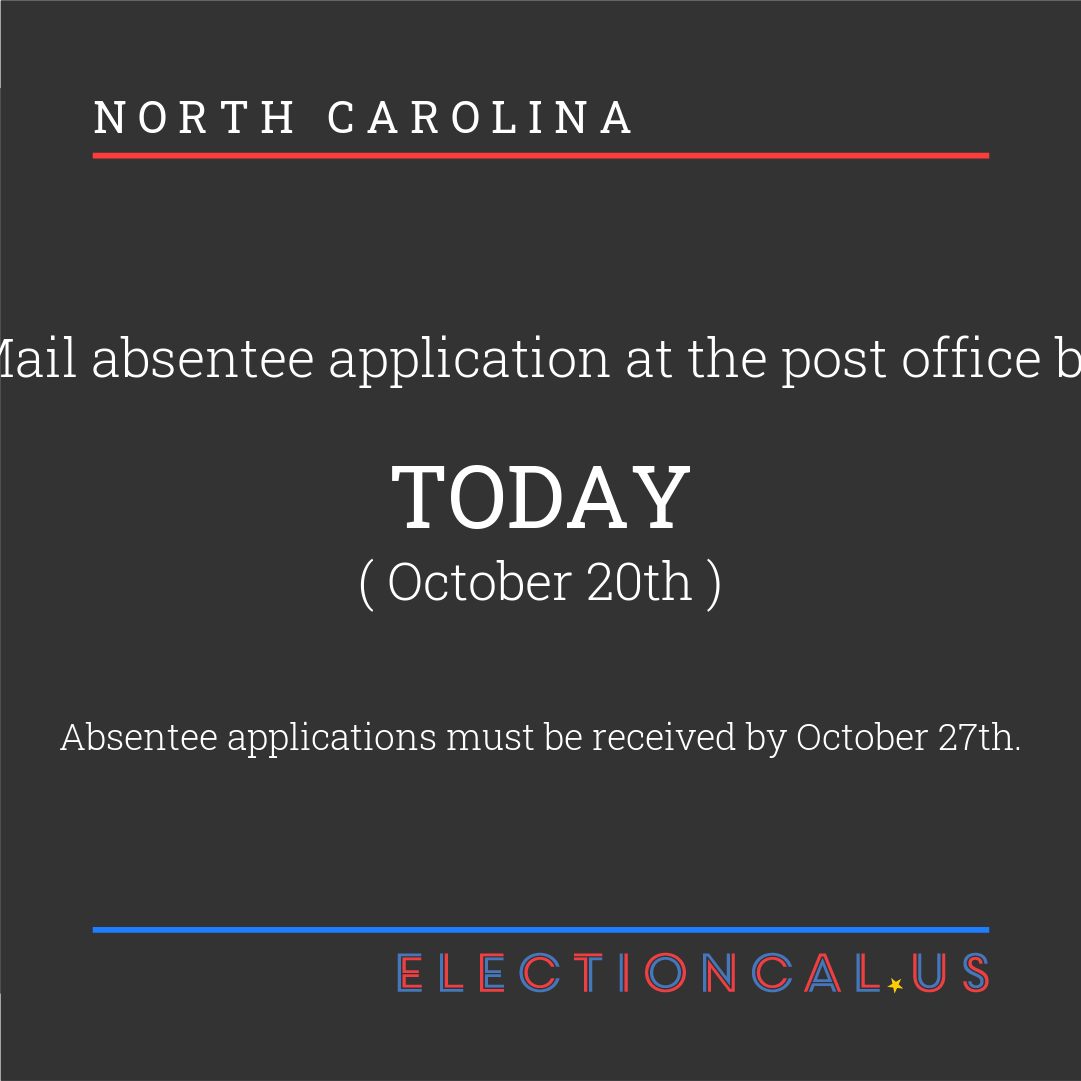 NORTH CAROLINA
Mail absentee application at the post office b
TODAY
( October 20th )
Absentee applications must be received by October 27th.
ELECTIONCAL.US